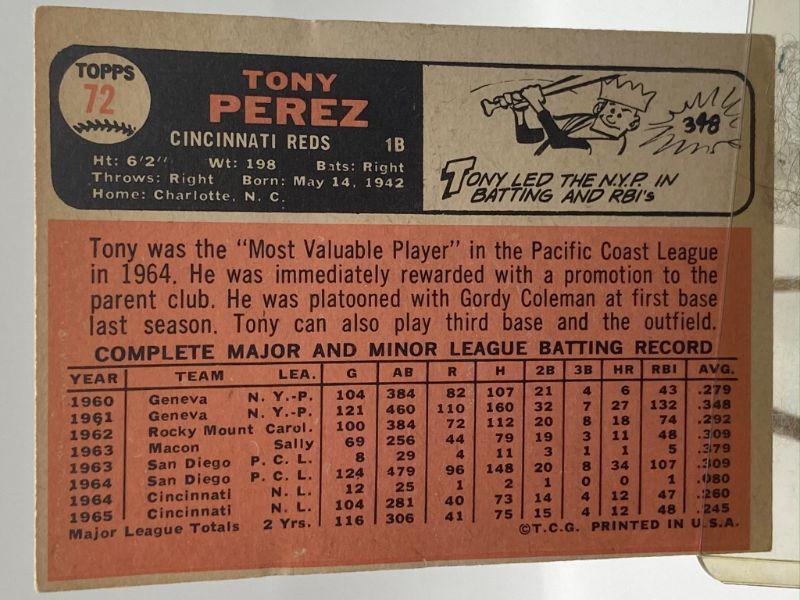 TOPPS
72
TONY
PEREZ
CINCINNATI REDS 1B
Ht: 6'2" Wt: 198 Bats: Right
Throws: Right Born: May 14, 1942
Home: Charlotte, N. C.
348
TONY LED THE N.Y.P. IN
BATTING AND RBI's
Tony was the "Most Valuable Player" in the Pacific Coast League
in 1964. He was immediately rewarded with a promotion to the
parent club. He was platooned with Gordy Coleman at first base
last season. Tony can also play third base and the outfield.
COMPLETE MAJOR AND MINOR LEAGUE BATTING RECORD
YEAR TEAM LEA. G AB R H 2B 3B HR RBI AVG.
1960 Geneva N. Y.-P. 104 384 82 107 21 4 6 43 .279
1961 Geneva N. Y.-P. 121 460 110 160 32 7 27 132 .348
1962 Rocky Mount Carol. 100 384 72 112 20 8 18 74 .292
1963 Macon Sally 69 256 44 79 19 3 11 48 .309
1963 San Diego P. C. L. 8 29 4 11 3 1 1 5 .379
1964 San Diego P. C. L. 124 479 96 148 20 8 34 107 .309
1964 Cincinnati N. L. 12 25 1 2 1 0 0 1 .080
1965 Cincinnati N. L. 104 281 40 73 14 4 12 47 .260
Major League Totals 2 Yrs. 116 306 41 75 15 4 12 48 .245
©T.C.G. PRINTED IN U.S.A.